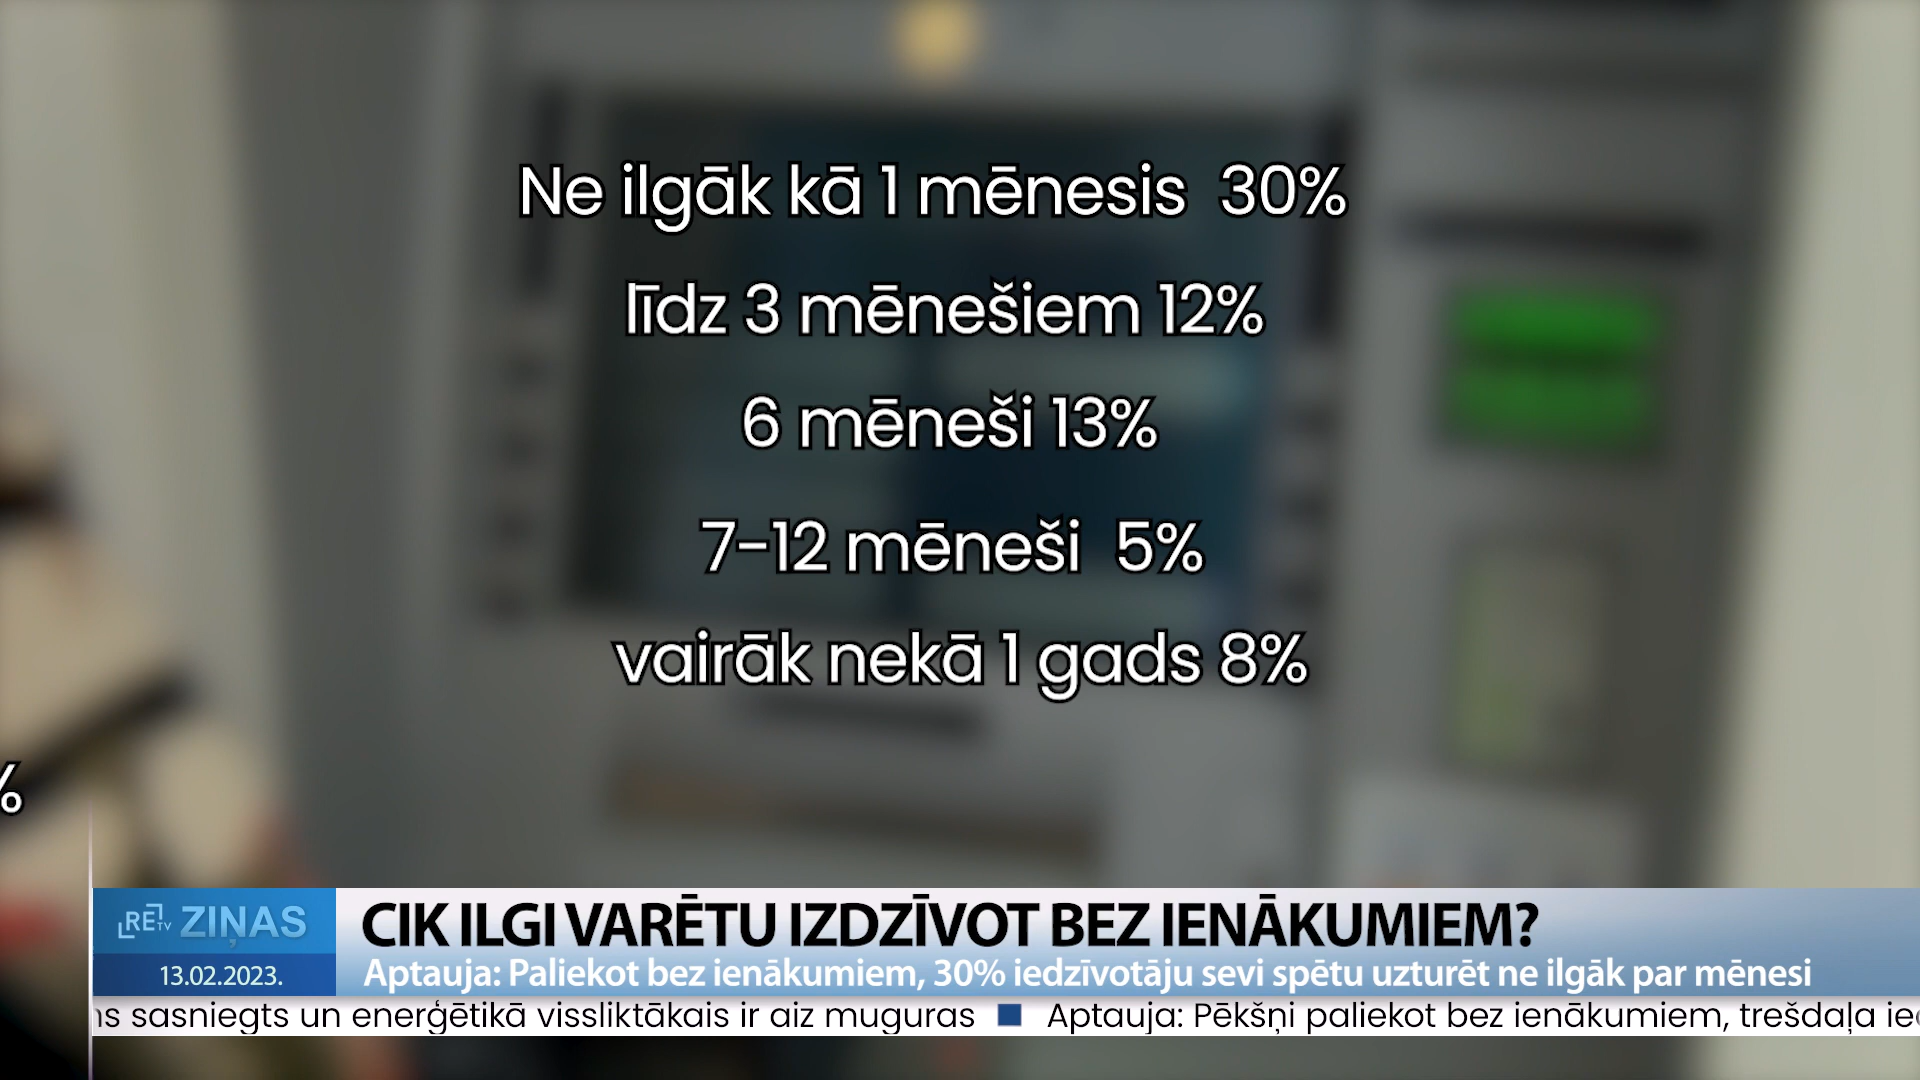 Ne ilgāk kā 1 mēnesis 30%
līdz 3 mēnešiem 12%
6 mēneši 13%
7-12 mēneši 5%
vairāk nekā 1 gads 8%
%
RE TV ZIŅAS
13.02.2023.
CIK ILGI VARĒTU IZDZĪVOT BEZ IENĀKUMIEM?
Aptauja: Paliekot bez ienākumiem, 30% iedzīvotāju sevi spētu uzturēt ne ilgāk par mēnesi
sasniegts un enerģētikā vissliktākais ir aiz muguras ■ Aptauja: Pēkšņi paliekot bez ienākumiem, trešdaļa